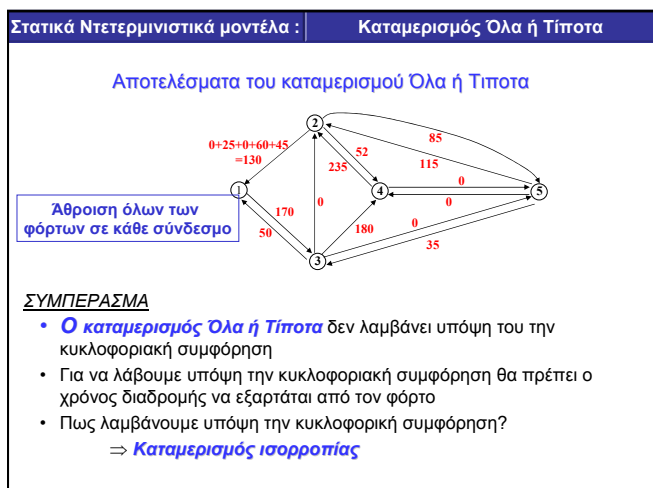 Στατικά Ντετερμινιστικά μοντέλα : Καταμερισμός Όλα ή Τίποτα
Αποτελέσματα του καταμερισμού Όλα ή Τιποτα
2
0+25+0+60+45
=130
52
235
85
115
1
4
5
0
0
0
Άθροιση όλων των
φόρτων σε κάθε σύνδεσμο
170
50
180
0
35
3
ΣΥΜΠΕΡΑΣΜΑ
• Ο καταμερισμός Όλα ή Τίποτα δεν λαμβάνει υπόψη του την
κυκλοφοριακή συμφόρηση
• Για να λάβουμε υπόψη την κυκλοφοριακή συμφόρηση θα πρέπει ο
χρόνος διαδρομής να εξαρτάται από τον φόρτο
• Πως λαμβάνουμε υπόψη την κυκλοφορική συμφόρηση?
⇒ Καταμερισμός ισορροπίας